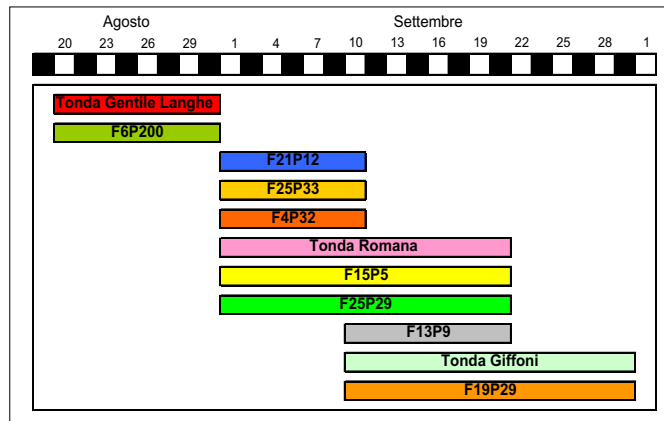 Agosto Settembre
20 23 26 29 1 4 7 10 13 16 19 22 25 28 1
Tonda Gentile Langhe
F6P200
F21P12
F25P33
F4P32
Tonda Romana
F15P5
F25P29
F13P9
Tonda Giffoni
F19P29